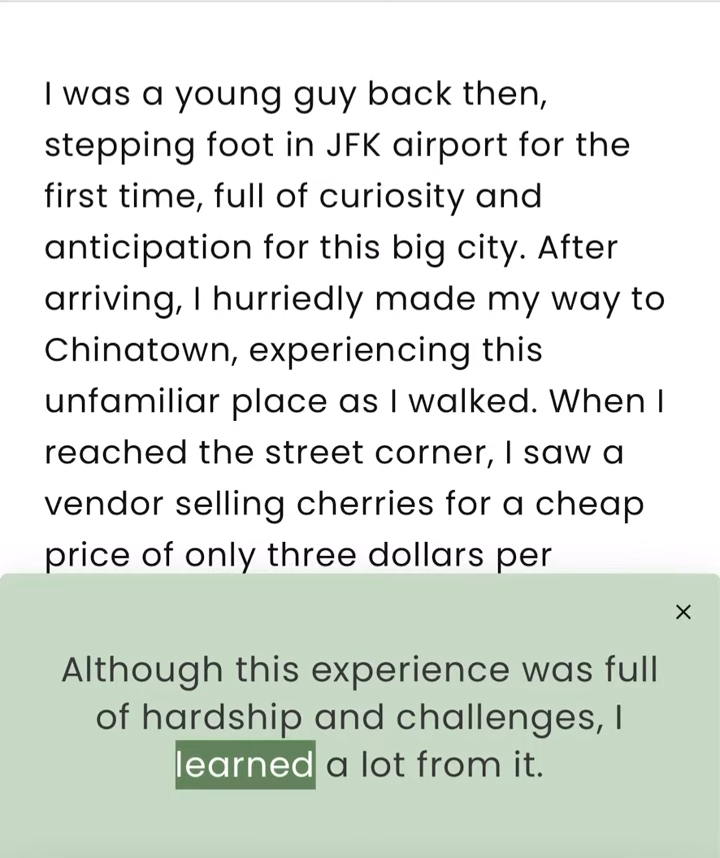 I was a young guy back then,
stepping foot in JFK airport for the
first time, full of curiosity and
anticipation for this big city. After
arriving, I hurriedly made my way to
Chinatown, experiencing this
unfamiliar place as I walked. When I
reached the street corner, I saw a
vendor selling cherries for a cheap
price of only three dollars per
Although this experience was full
of hardship and challenges, I
learned a lot from it.